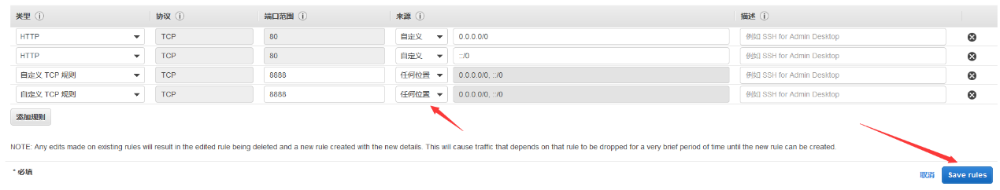 类型 协议 端口范围 来源 描述
HTTP TCP 80 自定义 0.0.0.0/0 例如 SSH for Admin Desktop
HTTP TCP 80 自定义 ::/0 例如 SSH for Admin Desktop
自定义 TCP 规则 TCP 8888 任何位置 0.0.0.0/0, ::/0 例如 SSH for Admin Desktop
自定义 TCP 规则 TCP 8888 任何位置 0.0.0.0/0, ::/0 例如 SSH for Admin Desktop
添加规则
NOTE: Any edits made on existing rules will result in the edited rule being deleted and a new rule created with the new details. This will cause traffic that depends on that rule to be dropped for a very brief period of time until the new rule can be created.
* 必填 取消 Save rules